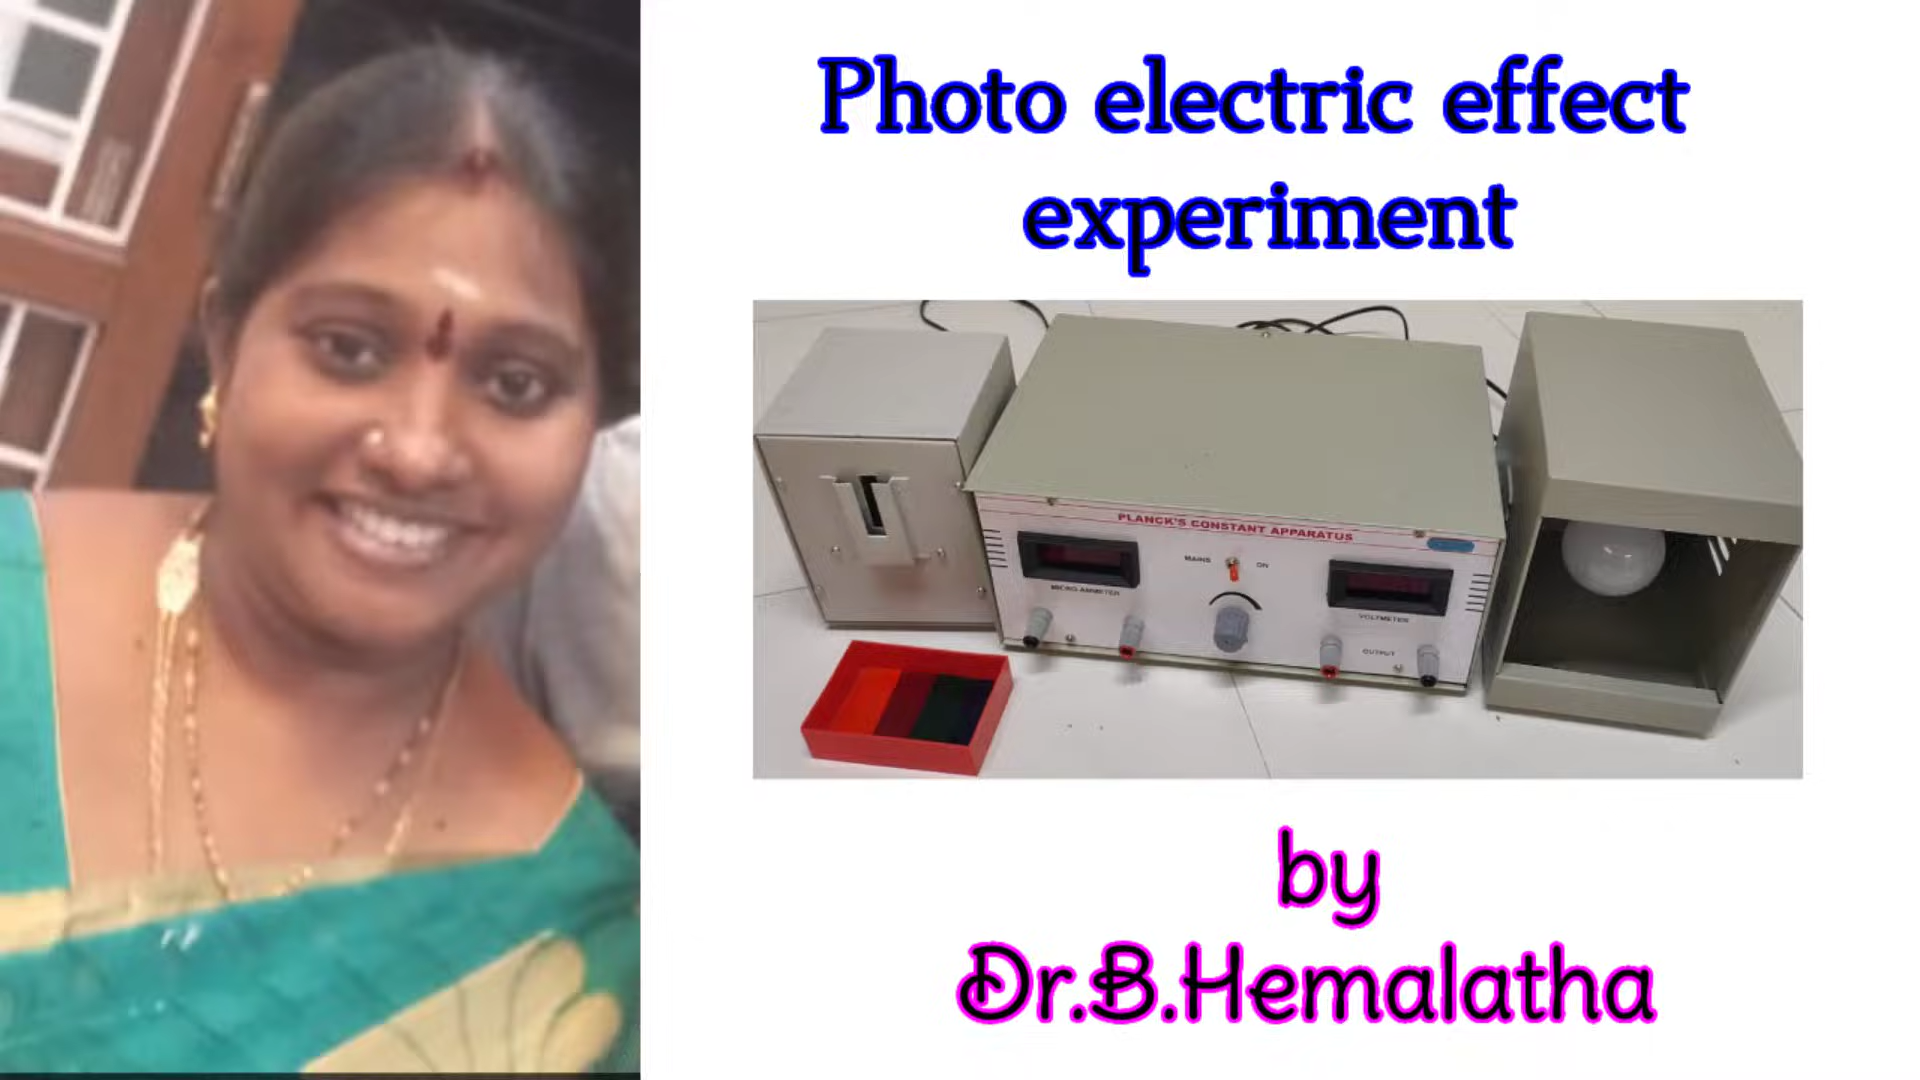 Photo electric effect
experiment
PLANCK'S CONSTANT APPARATUS
MAINS ON
MICRO AMMETER
VOLTMETER
OUTPUT
by
Dr.B.Hemalatha